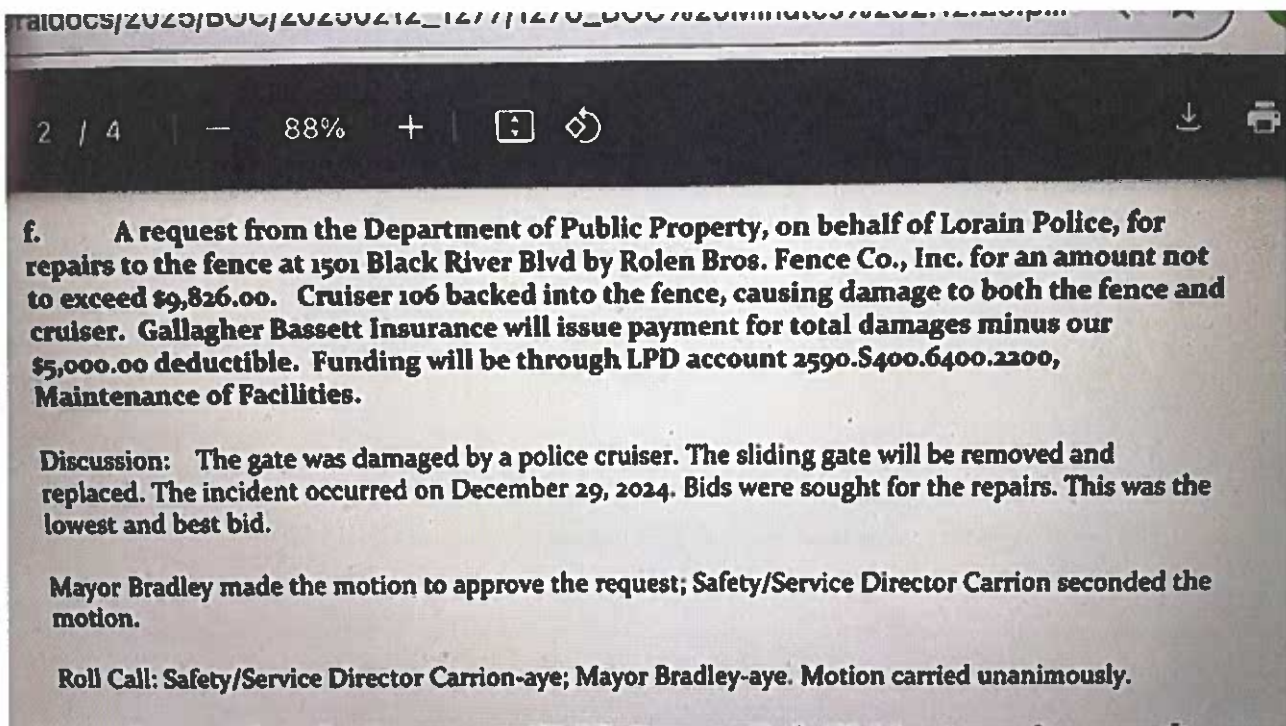 2 / 4 | — 88% + |
f. A request from the Department of Public Property, on behalf of Lorain Police, for
repairs to the fence at 1501 Black River Blvd by Rolen Bros. Fence Co., Inc. for an amount not
to exceed $9,826.00. Cruiser 106 backed into the fence, causing damage to both the fence and
cruiser. Gallagher Bassett Insurance will issue payment for total damages minus our
$5,000.00 deductible. Funding will be through LPD account 2590.S400.6400.2200,
Maintenance of Facilities.
Discussion: The gate was damaged by a police cruiser. The sliding gate will be removed and
replaced. The incident occurred on December 29, 2024. Bids were sought for the repairs. This was the
lowest and best bid.
Mayor Bradley made the motion to approve the request; Safety/Service Director Carrion seconded the
motion.
Roll Call: Safety/Service Director Carrion-aye; Mayor Bradley-aye. Motion carried unanimously.